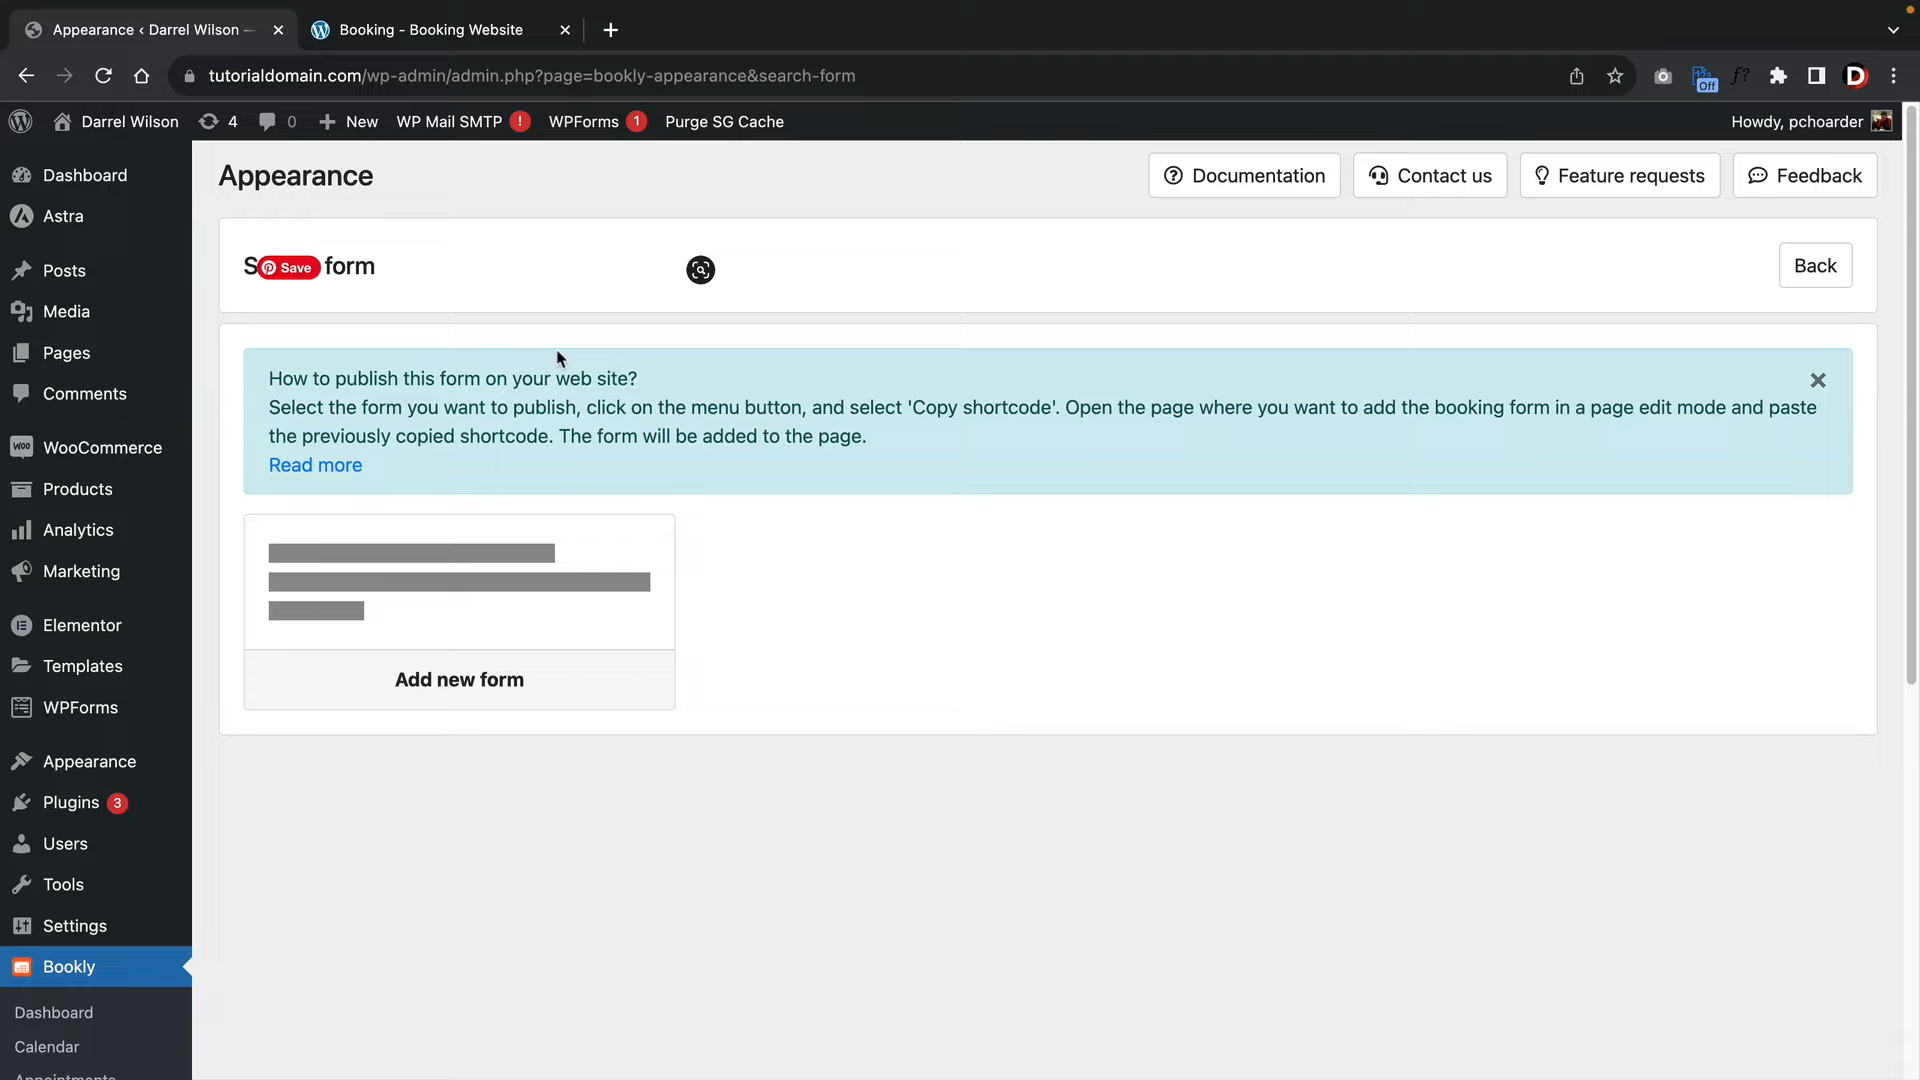 Appearance ‹ Darrel Wilson —
Booking - Booking Website
tutorialdomain.com/wp-admin/admin.php?page=bookly-appearance&search-form
Off
f?
D
Darrel Wilson
4
0
New
WP Mail SMTP !
WPForms 1
Purge SG Cache
Howdy, pchoarder
Dashboard
Astra
Posts
Media
Pages
Comments
WooCommerce
Products
Analytics
Marketing
Elementor
Templates
WPForms
Appearance
Plugins 3
Users
Tools
Settings
Bookly
Dashboard
Calendar
Appointments
Appearance
Documentation
Contact us
Feature requests
Feedback
S
Save
form
Back
How to publish this form on your web site?
Select the form you want to publish, click on the menu button, and select 'Copy shortcode'. Open the page where you want to add the booking form in a page edit mode and paste
the previously copied shortcode. The form will be added to the page.
Read more
Add new form